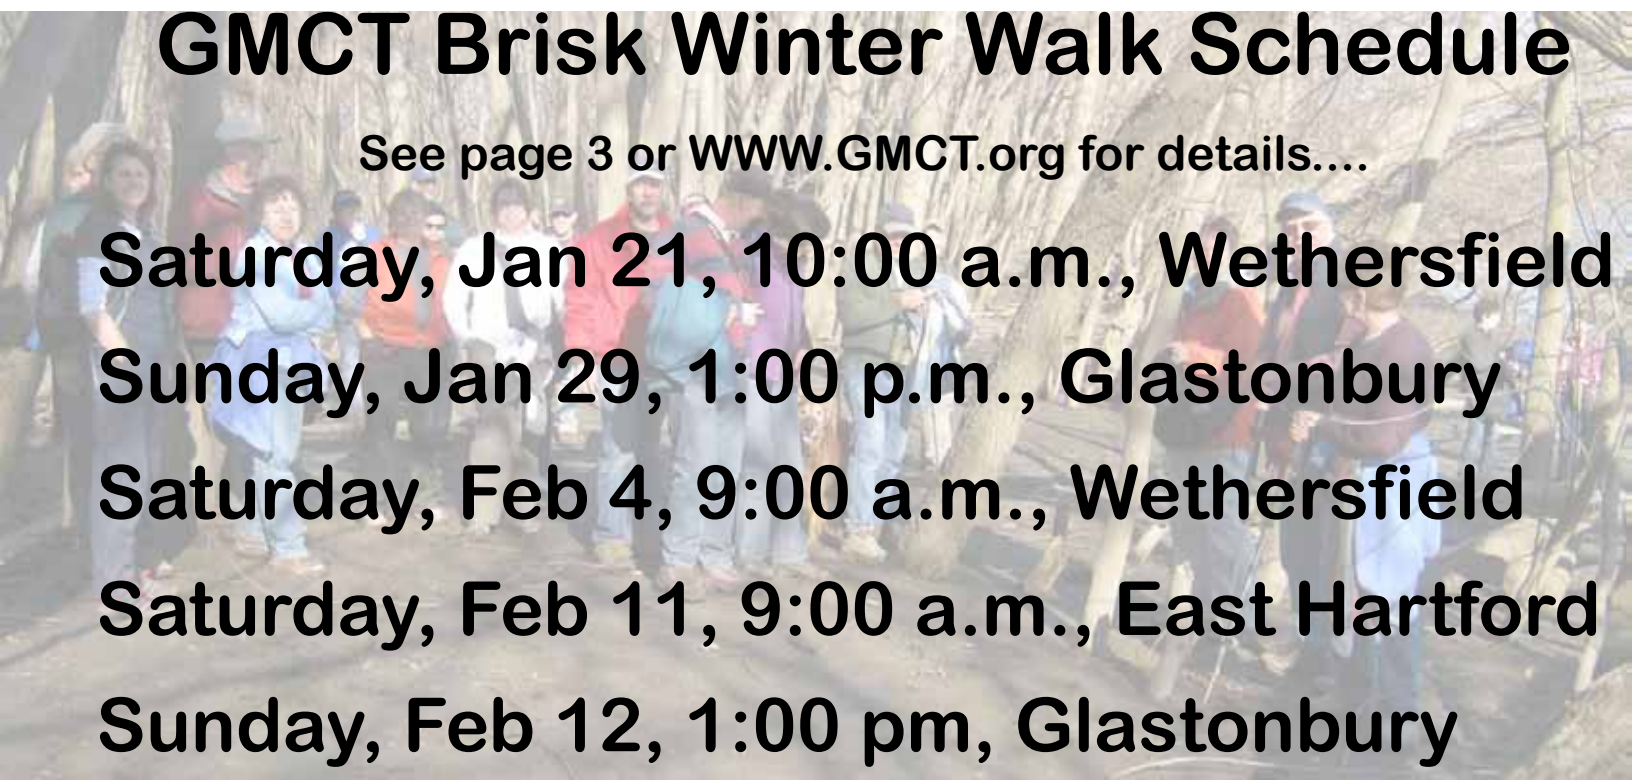 GMCT Brisk Winter Walk Schedule
See page 3 or WWW.GMCT.org for details....
Saturday, Jan 21, 10:00 a.m., Wethersfield
Sunday, Jan 29, 1:00 p.m., Glastonbury
Saturday, Feb 4, 9:00 a.m., Wethersfield
Saturday, Feb 11, 9:00 a.m., East Hartford
Sunday, Feb 12, 1:00 pm, Glastonbury